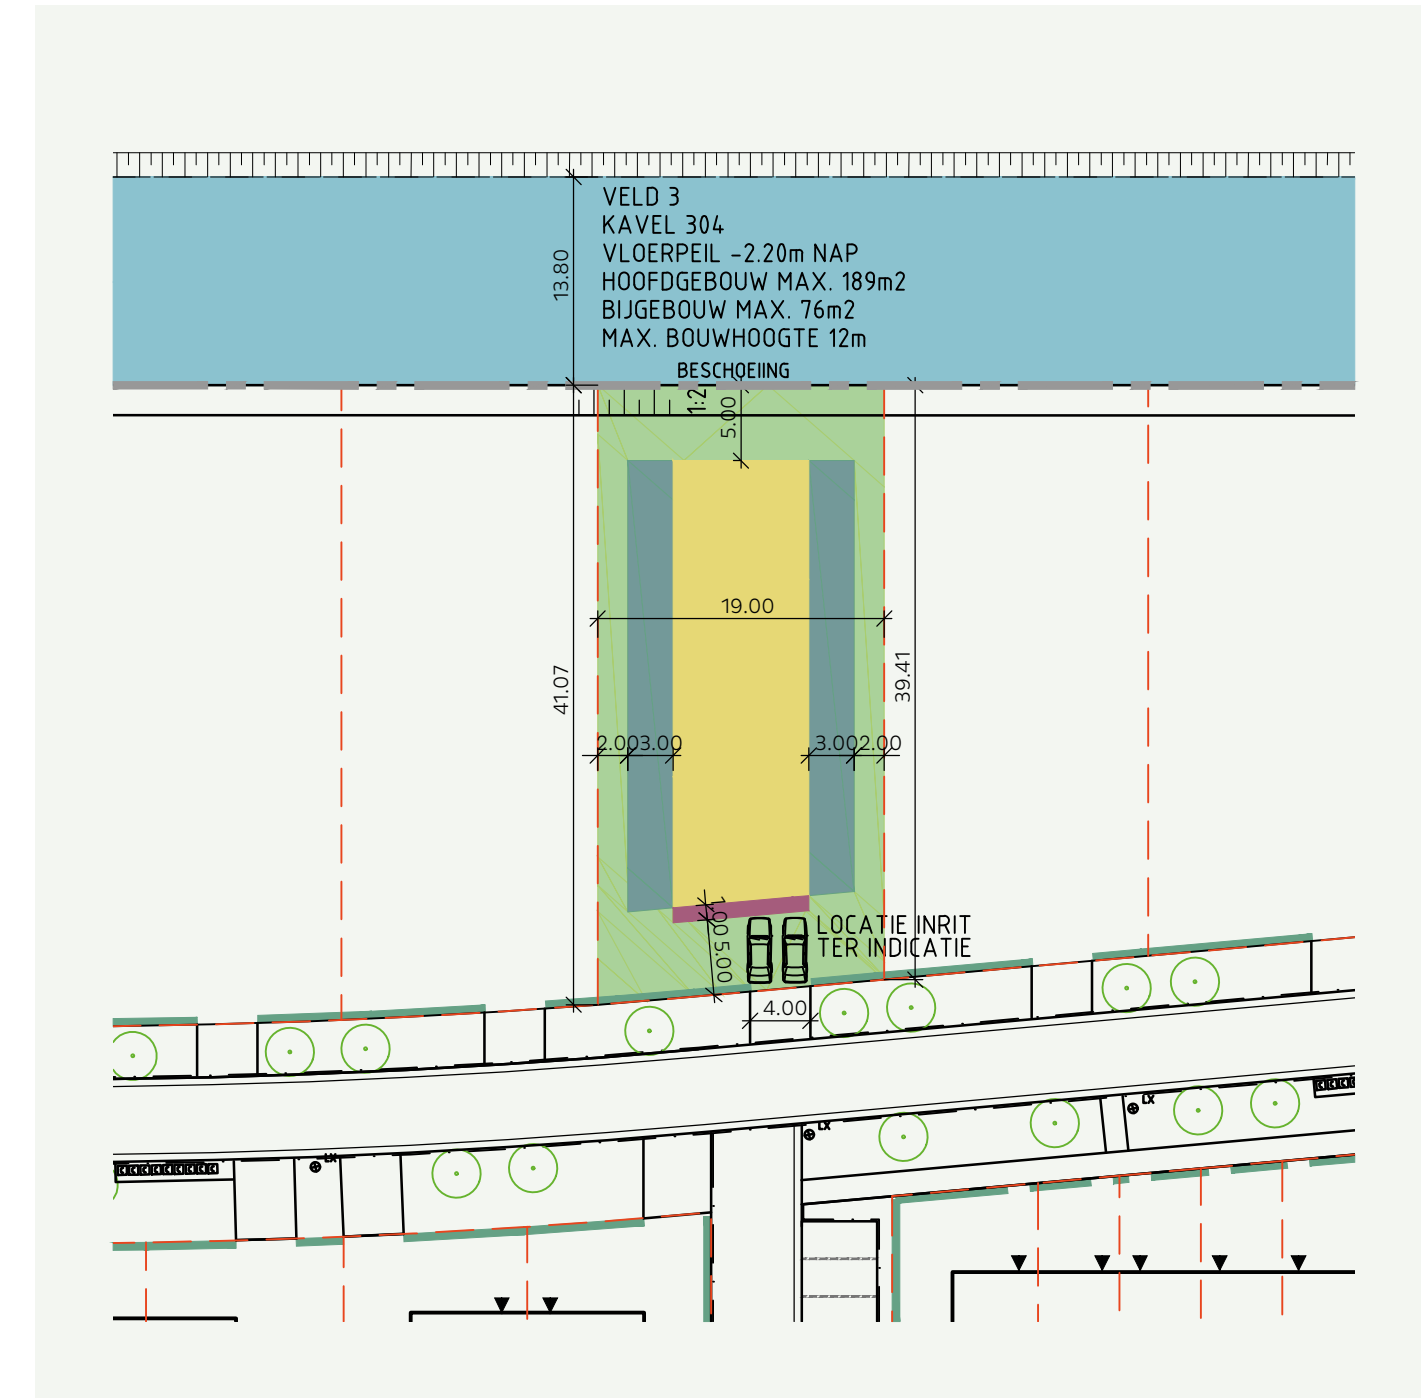 VELD 3
KAVEL 304
VLOERPEIL -2.20m NAP
HOOFDGEBOUW MAX. 189m2
BIJGEBOUW MAX. 76m2
MAX. BOUWHOOGTE 12m
13.80
BESCHOEIING
1:2
5.00
19.00
41.07
39.41
2.00
3.00
3.00
2.00
1.00
5.00
LOCATIE INRIT
TER INDICATIE
4.00
LX
LX
LX